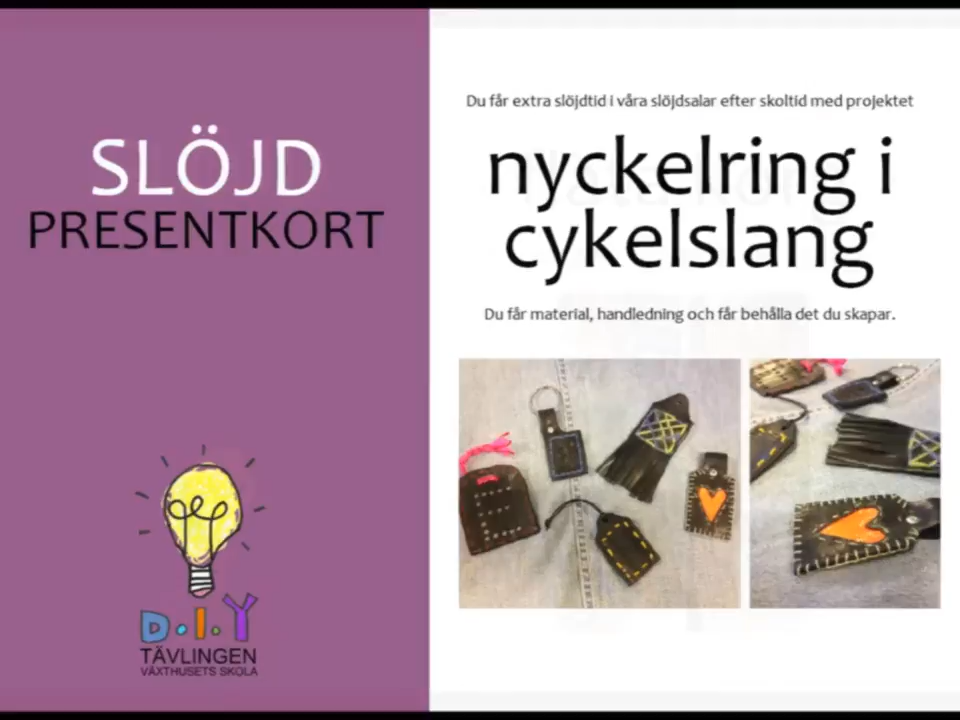 SLÖJD
PRESENTKORT
D.I.Y
TÄVLINGEN
VÄXTHUSETS SKOLA
Du får extra slöjdtid i våra slöjdsalar efter skoltid med projektet
nyckelring i
cykelslang
Du får material, handledning och får behålla det du skapar.